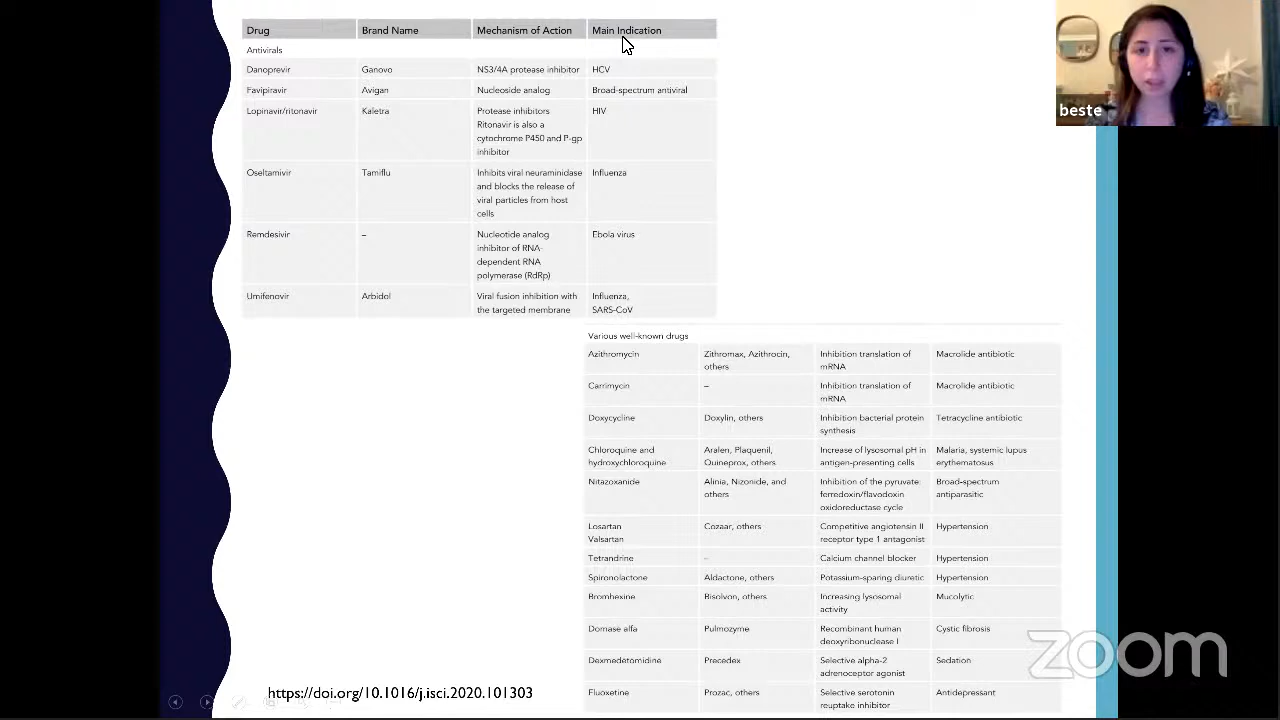 Drug Brand Name Mechanism of Action Main Indication
Antivirals
Danoprevir Ganovo NS3/4A protease inhibitor HCV
Favipiravir Avigan Nucleoside analog Broad-spectrum antiviral
Lopinavir/ritonavir Kaletra Protease inhibitors HIV
Ritonavir is also a
cytochrome P450 and P-gp
inhibitor
Oseltamivir Tamiflu Inhibits viral neuraminidase Influenza
and blocks the release of
viral particles from host
cells
Remdesivir – Nucleotide analog Ebola virus
inhibitor of RNA-
dependent RNA
polymerase (RdRp)
Umifenovir Arbidol Viral fusion inhibition with Influenza,
the targeted membrane SARS-CoV
Various well-known drugs
Azithromycin Zithromax, Azithrocin, Inhibition translation of Macrolide antibiotic
others mRNA
Carrimycin – Inhibition translation of Macrolide antibiotic
mRNA
Doxycycline Doxylin, others Inhibition bacterial protein Tetracycline antibiotic
synthesis
Chloroquine and Aralen, Plaquenil, Increase of lysosomal pH in Malaria, systemic lupus
hydroxychloroquine Quineprox, others antigen-presenting cells erythematosus
Nitazoxanide Alinia, Nizonide, and Inhibition of the pyruvate: Broad-spectrum
others ferredoxin/flavodoxin antiparasitic
oxidoreductase cycle
Losartan Cozaar, others Competitive angiotensin II Hypertension
Valsartan receptor type 1 antagonist
Tetrandrine – Calcium channel blocker Hypertension
Spironolactone Aldactone, others Potassium-sparing diuretic Hypertension
Bromhexine Bisolvon, others Increasing lysosomal Mucolytic
activity
Dornase alfa Pulmozyme Recombinant human Cystic fibrosis
deoxyribonuclease I
Dexmedetomidine Precedex Selective alpha-2 Sedation
adrenoceptor agonist
Fluoxetine Prozac, others Selective serotonin Antidepressant
reuptake inhibitor
https://doi.org/10.1016/j.isci.2020.101303
beste
zoom